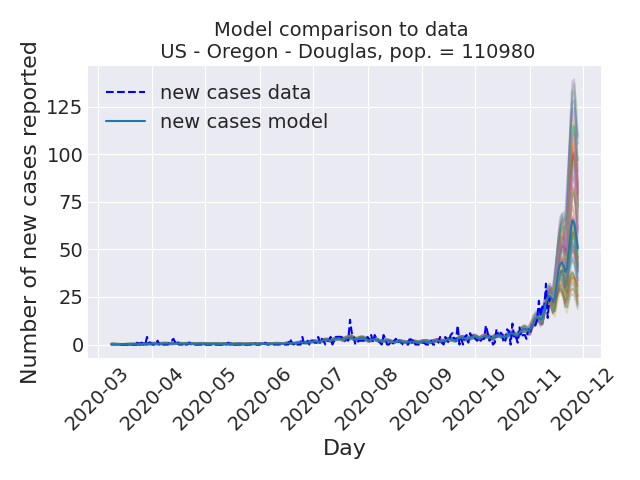 Model comparison to data
US - Oregon - Douglas, pop. = 110980
Number of new cases reported
125
100
75
50
25
0
new cases data
new cases model
2020-03
2020-04
2020-05
2020-06
2020-07
2020-08
2020-09
2020-10
2020-11
2020-12
Day